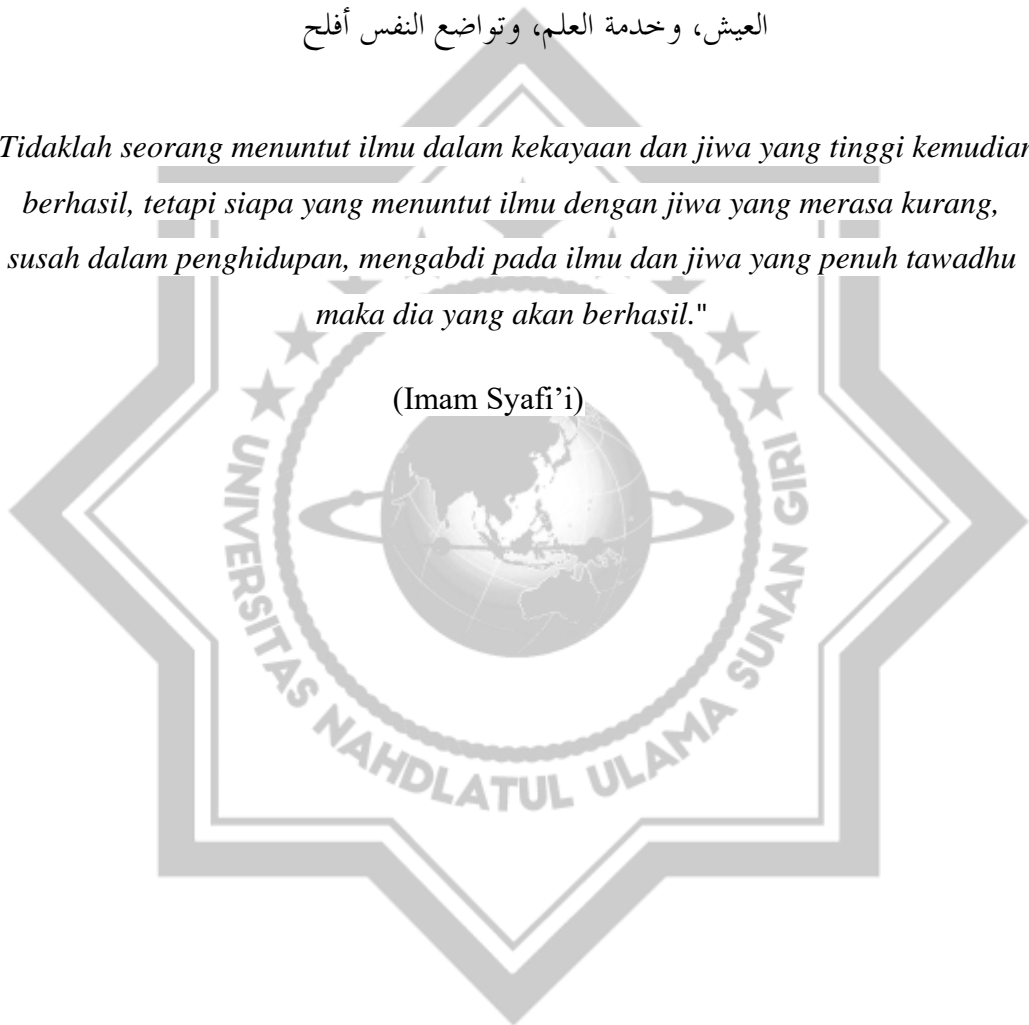 العيش، وخدمة العلم، وتواضع النفس أفلح
Tidaklah seorang menuntut ilmu dalam kekayaan dan jiwa yang tinggi kemudian
berhasil, tetapi siapa yang menuntut ilmu dengan jiwa yang merasa kurang,
susah dalam penghidupan, mengabdi pada ilmu dan jiwa yang penuh tawadhu
maka dia yang akan berhasil."
(Imam Syafi’i)
UNIVERSITAS NAHDLATUL ULAMA SUNAN GIRI